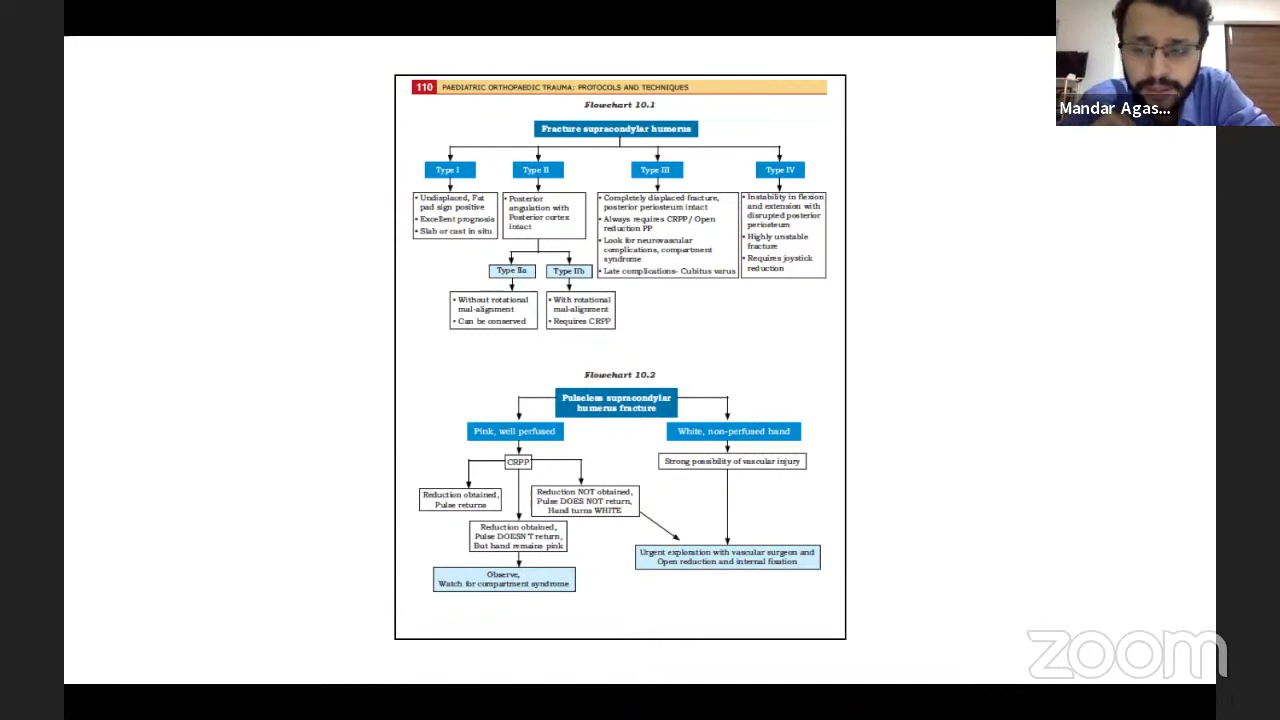 Mandar Agas...
110 PAEDIATRIC ORTHOPAEDIC TRAUMA: PROTOCOLS AND TECHNIQUES
Flowchart 10.1
Fracture supracondylar humerus
Type I
Type II
Type III
Type IV
• Undisplaced, Fat
pad sign positive
• Excellent prognosis
• Slab or cast in situ
• Posterior
angulation with
Posterior cortex
intact
• Completely displaced fracture,
posterior periosteum intact
• Always requires CRPP/ Open
reduction PP
• Look for neurovascular
complications, compartment
syndrome
• Late complications- Cubitus varus
• Instability in flexion
and extension with
disrupted posterior
periosteum
• Highly unstable
fracture
• Requires joystick
reduction
Type IIa
Type IIb
• Without rotational
mal-alignment
• Can be conserved
• With rotational
mal-alignment
• Requires CRPP
Flowchart 10.2
Pulseless supracondylar
humerus fracture
Pink, well perfused
White, non-perfused hand
CRPP
Strong possibility of vascular injury
Reduction obtained,
Pulse returns
Reduction NOT obtained,
Pulse DOES NOT return,
Hand turns WHITE
Reduction obtained,
Pulse DOESN'T return,
But hand remains pink
Urgent exploration with vascular surgeon and
Open reduction and internal fixation
Observe,
Watch for compartment syndrome
zoom